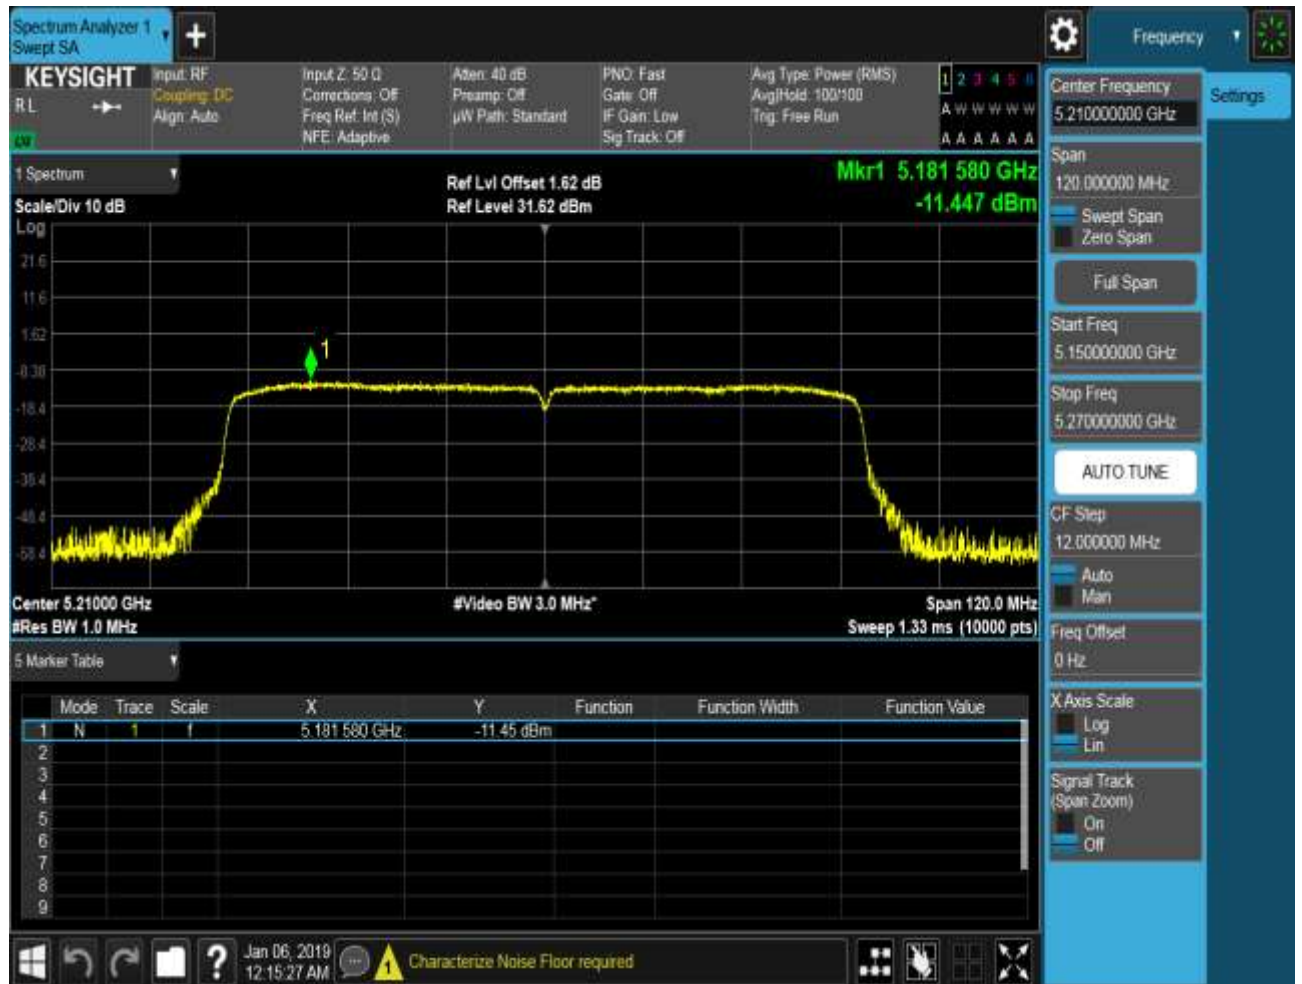 Spectrum Analyzer 1
Swept SA
+
Frequency
KEYSIGHT
RL
Input: RF
Coupling: DC
Align: Auto
Input Z: 50 Ω
Corrections: Off
Freq Ref: Int (S)
NFE: Adaptive
Atten: 40 dB
Preamp: Off
µW Path: Standard
PNO: Fast
Gate: Off
IF Gain: Low
Sig Track: Off
Avg Type: Power (RMS)
Avg|Hold: 100/100
Trig: Free Run
1 2 3 4 5 6
A W W W W W
A A A A A A
1 Spectrum
Scale/Div 10 dB
Log
Ref Lvl Offset 1.62 dB
Ref Level 31.62 dBm
Mkr1 5.181 580 GHz
-11.447 dBm
21.6
11.6
1.62
-8.38
-18.4
-28.4
-38.4
-48.4
-58.4
1
Center 5.21000 GHz
#Res BW 1.0 MHz
#Video BW 3.0 MHz*
Span 120.0 MHz
Sweep 1.33 ms (10000 pts)
5 Marker Table
Mode Trace Scale X Y Function Function Width Function Value
1 N 1 f 5.181 580 GHz -11.45 dBm
2
3
4
5
6
7
8
9
Center Frequency
5.210000000 GHz
Settings
Span
120.000000 MHz
Swept Span
Zero Span
Full Span
Start Freq
5.150000000 GHz
Stop Freq
5.270000000 GHz
AUTO TUNE
CF Step
12.000000 MHz
Auto
Man
Freq Offset
0 Hz
X Axis Scale
Log
Lin
Signal Track
(Span Zoom)
On
Off
?
Jan 06, 2019
12:15:27 AM
1
Characterize Noise Floor required